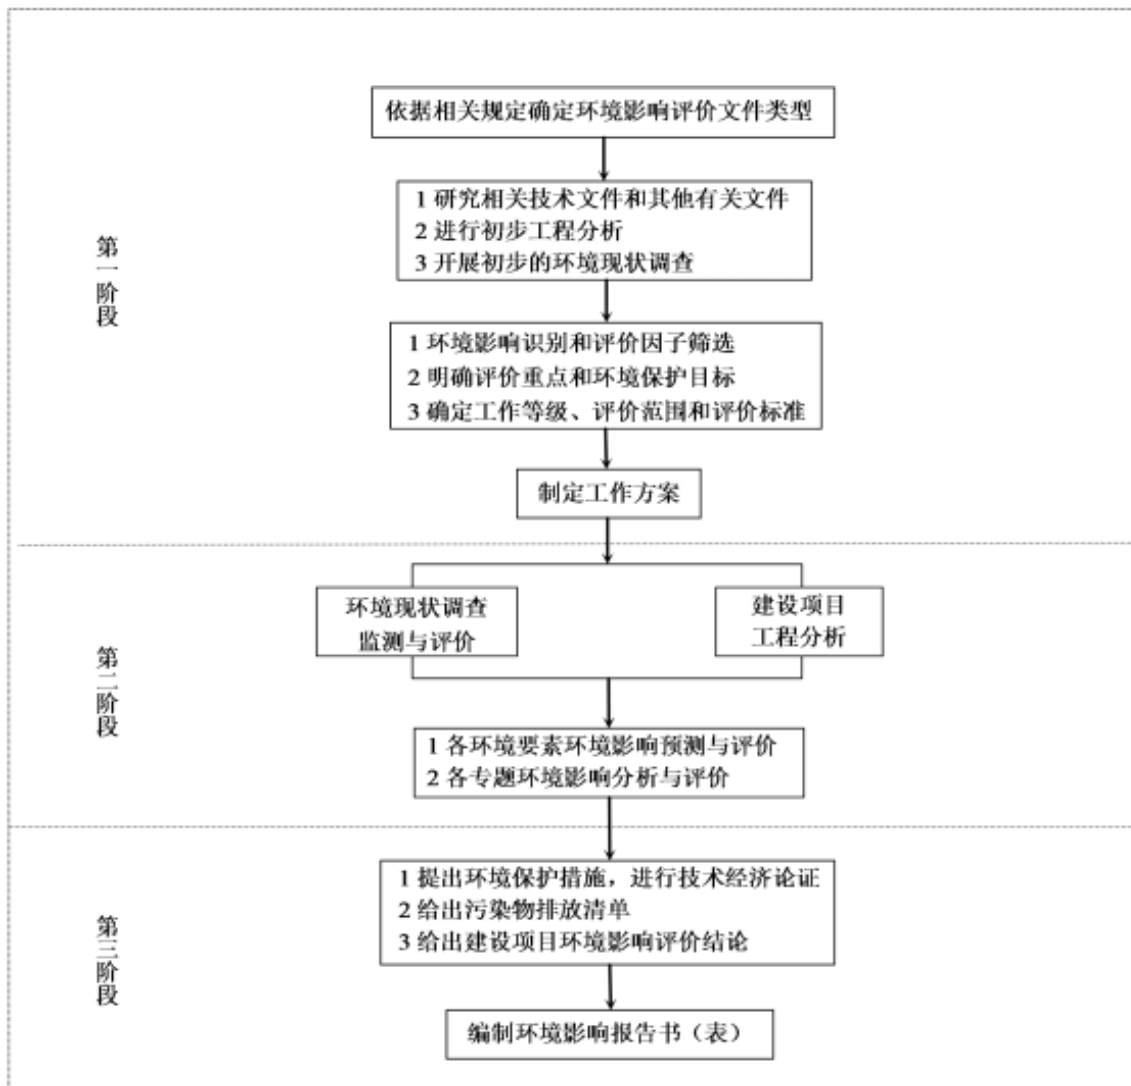 依据相关规定确定环境影响评价文件类型
1 研究相关技术文件和其他有关文件
2 进行初步工程分析
3 开展初步的环境现状调查
第一阶段
1 环境影响识别和评价因子筛选
2 明确评价重点和环境保护目标
3 确定工作等级、评价范围和评价标准
制定工作方案
环境现状调查
监测与评价
建设项目
工程分析
第二阶段
1 各环境要素环境影响预测与评价
2 各专题环境影响分析与评价
1 提出环境保护措施，进行技术经济论证
2 给出污染物排放清单
3 给出建设项目环境影响评价结论
第三阶段
编制环境影响报告书（表）